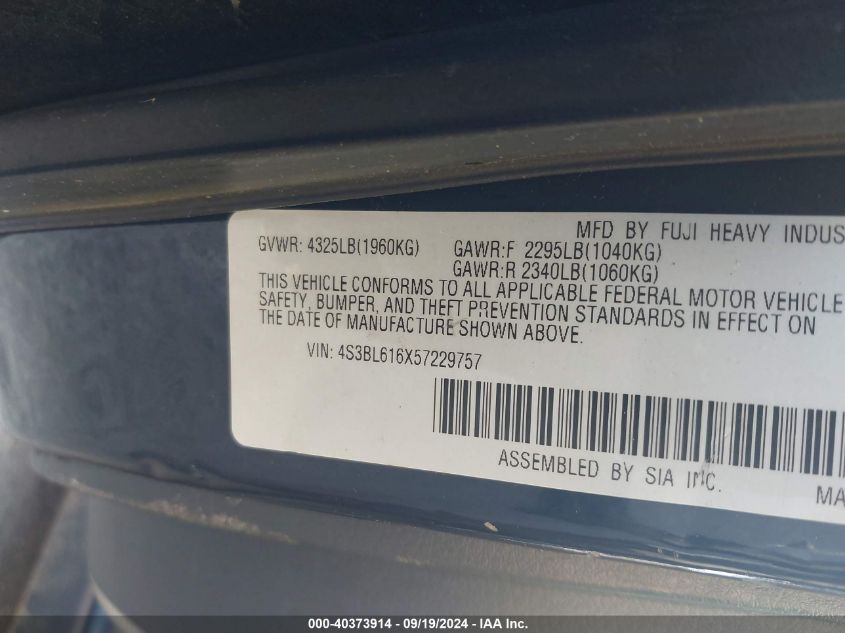 MFD BY FUJI HEAVY
GVWR: 4325LB(1960KG) GAWR:F 2295LB(1040KG)
GAWR:R 2340LB(1060KG)
THIS VEHICLE CONFORMS TO ALL APPLICABLE FEDERAL MOTOR VEHICLE
SAFETY, BUMPER, AND THEFT PREVENTION STANDARDS IN EFFECT ON
THE DATE OF MANUFACTURE SHOWN ABOVE.
VIN: 4S3BL616X57229757
ASSEMBLED BY SIA INC.
000-40373914 - 09/19/2024 - IAA Inc.